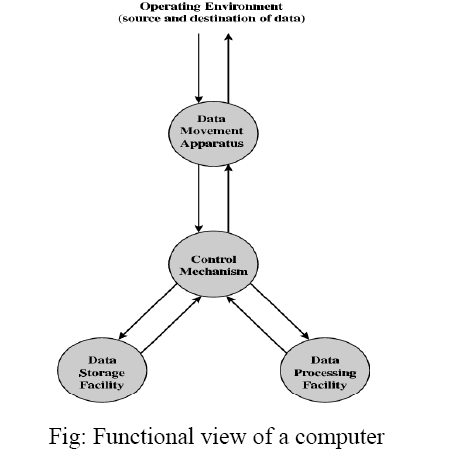 Operating Environment
(source and destination of data)
Data
Movement
Apparatus
Control
Mechanism
Data
Storage
Facility
Data
Processing
Facility
Fig: Functional view of a computer